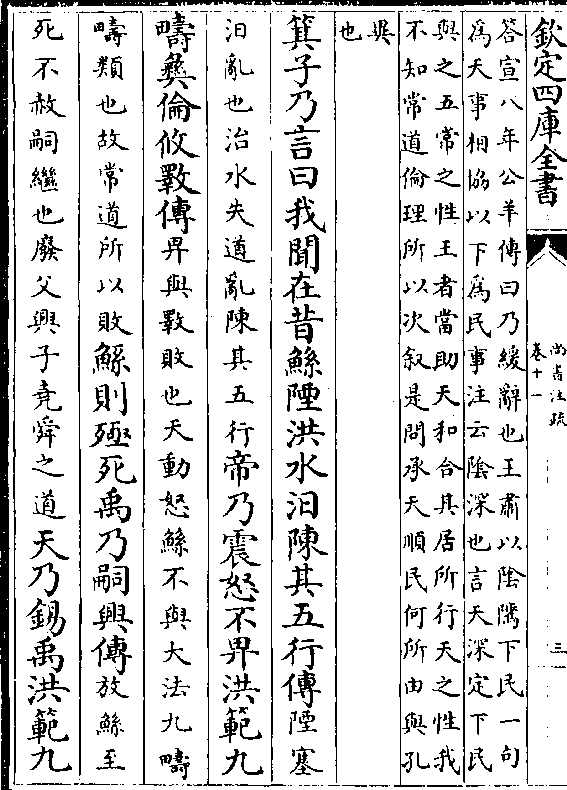 欽定四庫全書
尚書注疏
卷十一
三
答宣八年公羊傳曰乃緩辭也王肅以陰隲下民一句
爲天事相協以下爲民事注云陰深也言天深定下民
與之五常之性王者當助天和合其居所行天之性我
不知常道倫理所以次叙是問承天順民何所由與孔
異
也
箕子乃言曰我聞在昔鯀陻洪水汨陳其五行傳陻塞
汨亂也治水失道亂陳其五行帝乃震怒不畀洪範九
疇彝倫攸斁傳畀與斁敗也天動怒鯀不與大法九疇
疇類也故常道所以敗鯀則殛死禹乃嗣興傳放鯀至
死不赦嗣繼也廢父興子堯舜之道天乃錫禹洪範九